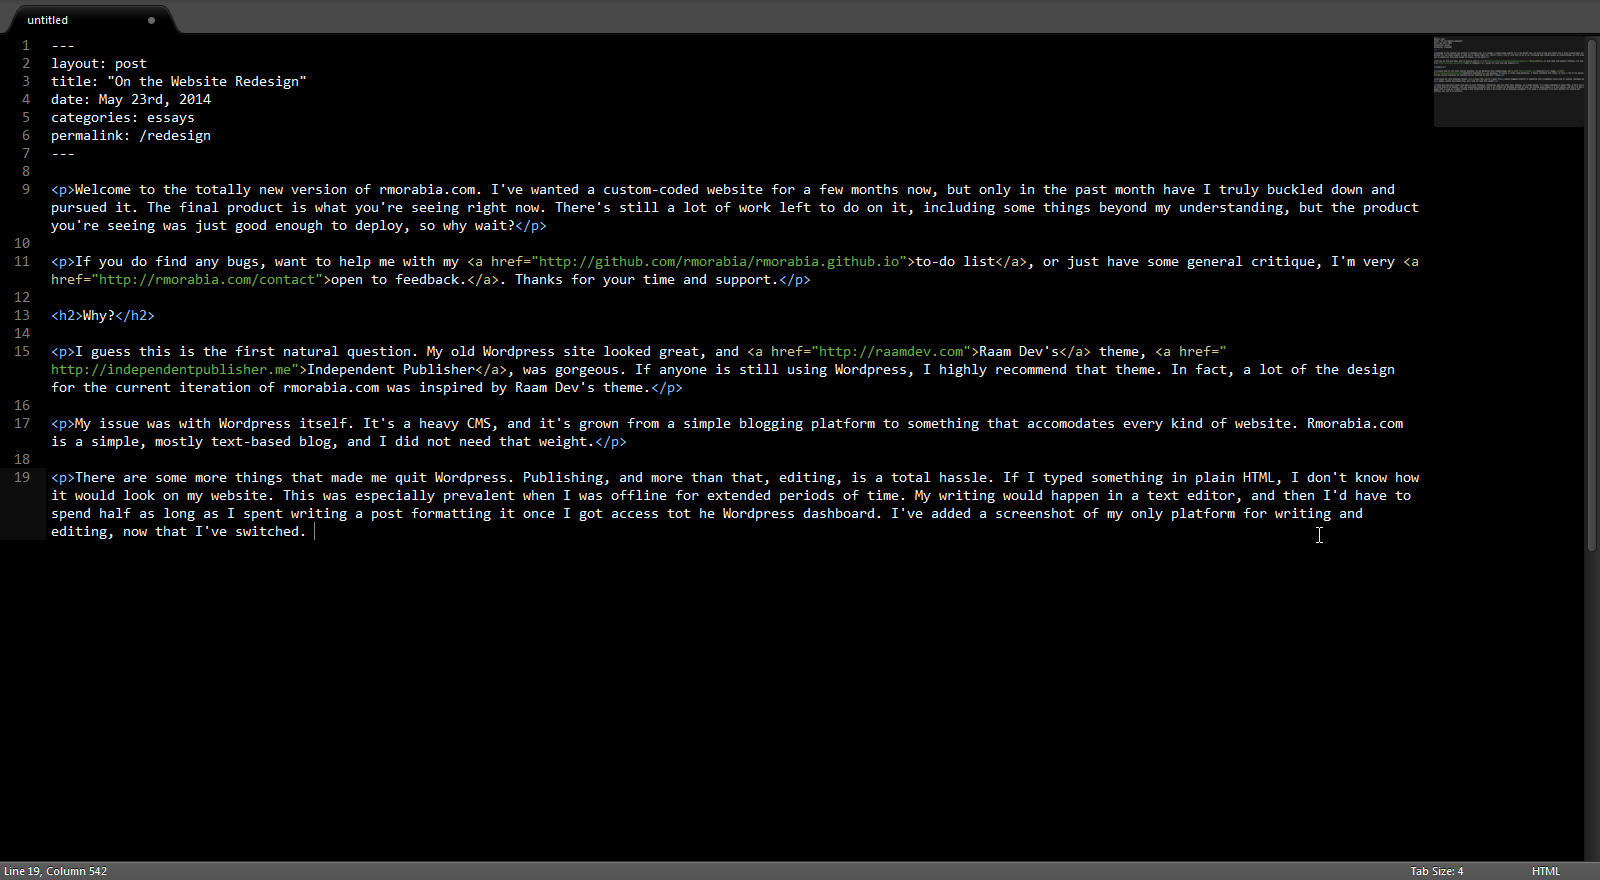 untitled
1 ---
2 layout: post
3 title: "On the Website Redesign"
4 date: May 23rd, 2014
5 categories: essays
6 permalink: /redesign
7 ---
8
9 <p>Welcome to the totally new version of rmorabia.com. I've wanted a custom-coded website for a few months now, but only in the past month have I truly buckled down and
pursued it. The final product is what you're seeing right now. There's still a lot of work left to do on it, including some things beyond my understanding, but the product
you're seeing was just good enough to deploy, so why wait?</p>
10
11 <p>If you do find any bugs, want to help me with my <a href="http://github.com/rmorabia/rmorabia.github.io">to-do list</a>, or just have some general critique, I'm very <a
href="http://rmorabia.com/contact">open to feedback.</a>. Thanks for your time and support.</p>
12
13 <h2>Why?</h2>
14
15 <p>I guess this is the first natural question. My old Wordpress site looked great, and <a href="http://raamdev.com">Raam Dev's</a> theme, <a href="
http://independentpublisher.me">Independent Publisher</a>, was gorgeous. If anyone is still using Wordpress, I highly recommend that theme. In fact, a lot of the design
for the current iteration of rmorabia.com was inspired by Raam Dev's theme.</p>
16
17 <p>My issue was with Wordpress itself. It's a heavy CMS, and it's grown from a simple blogging platform to something that accomodates every kind of website. Rmorabia.com
is a simple, mostly text-based blog, and I did not need that weight.</p>
18
19 <p>There are some more things that made me quit Wordpress. Publishing, and more than that, editing, is a total hassle. If I typed something in plain HTML, I don't know how
it would look on my website. This was especially prevalent when I was offline for extended periods of time. My writing would happen in a text editor, and then I'd have to
spend half as long as I spent writing a post formatting it once I got access tot he Wordpress dashboard. I've added a screenshot of my only platform for writing and
editing, now that I've switched.
Line 19, Column 542
Tab Size: 4
HTML